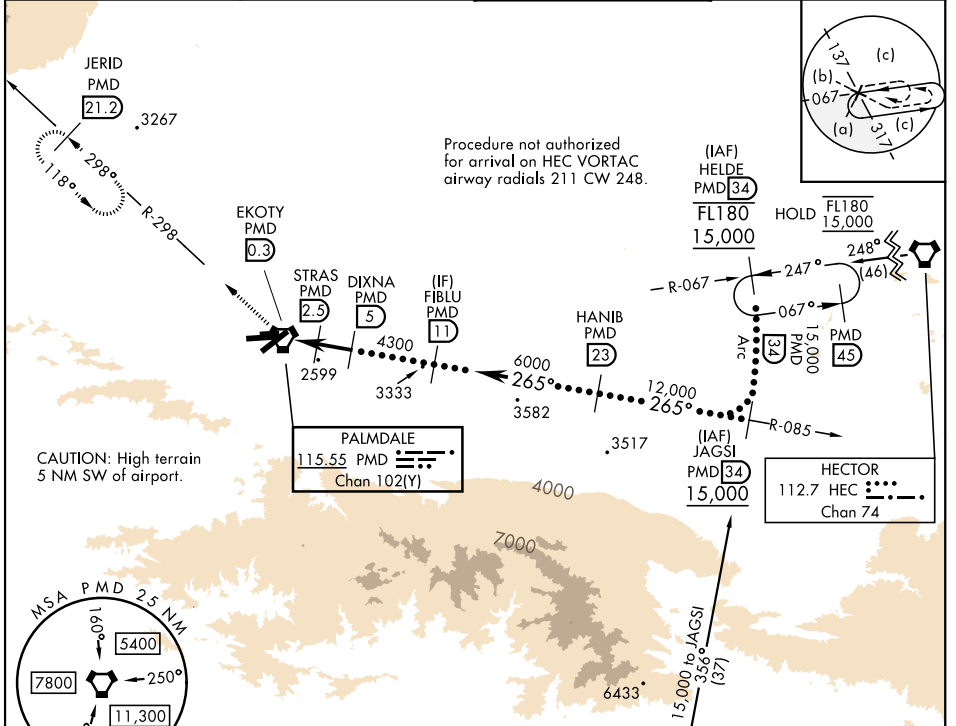 JERID
PMD
21.2
3267
298°
118°
R-298
Procedure not authorized
for arrival on HEC VORTAC
airway radials 211 CW 248.
137
(c)
(b)
067
(a)
(c)
317
(IAF)
HELDE
PMD 34
FL180
15,000
HOLD FL180
15,000
248°
(46)
R-067
247°
067°
Arc
34
15,000
PMD
PMD
45
EKOTY
PMD
0.3
STRAS
PMD
2.5
DIXNA
PMD
5
(IF)
FIBLU
PMD
11
HANIB
PMD
23
4300
2599
3333
6000
265°
3582
12,000
265°
3517
R-085
(IAF)
JAGSI
PMD 34
15,000
PALMDALE
115.55 PMD
Chan 102(Y)
CAUTION: High terrain
5 NM SW of airport.
HECTOR
112.7 HEC
Chan 74
4000
7000
MSA PMD 25 NM
160°
5400
7800
250°
11,300
6433
15,000 to JAGSI
356°
(37)